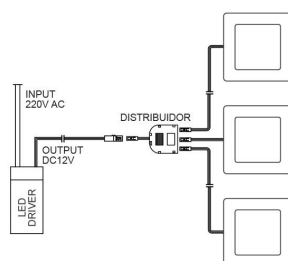 INPUT
220V AC
DISTRIBUIDOR
OUTPUT
DC12V
LED
DRIVER